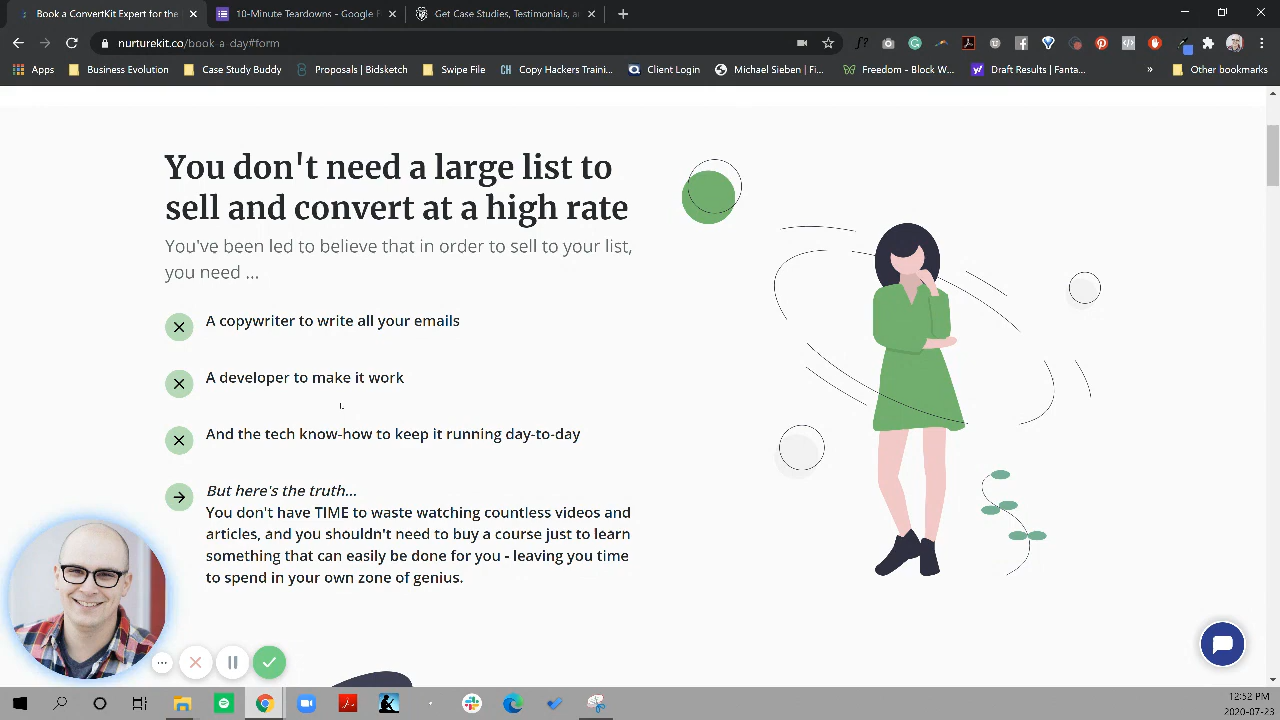 Book a ConvertKit Expert for the
10-Minute Teardowns - Google F
Get Case Studies, Testimonials, a
nurturekit.co/book-a-day#form
Apps
Business Evolution
Case Study Buddy
Proposals | Bidsketch
Swipe File
Copy Hackers Traini...
Client Login
Michael Sieben | Fi...
Freedom – Block W...
Draft Results | Fanta...
»
Other bookmarks
You don't need a large list to
sell and convert at a high rate
You've been led to believe that in order to sell to your list,
you need ...
A copywriter to write all your emails
A developer to make it work
And the tech know-how to keep it running day-to-day
But here's the truth...
You don't have TIME to waste watching countless videos and
articles, and you shouldn't need to buy a course just to learn
something that can easily be done for you - leaving you time
to spend in your own zone of genius.
12:52 PM
2020-07-23